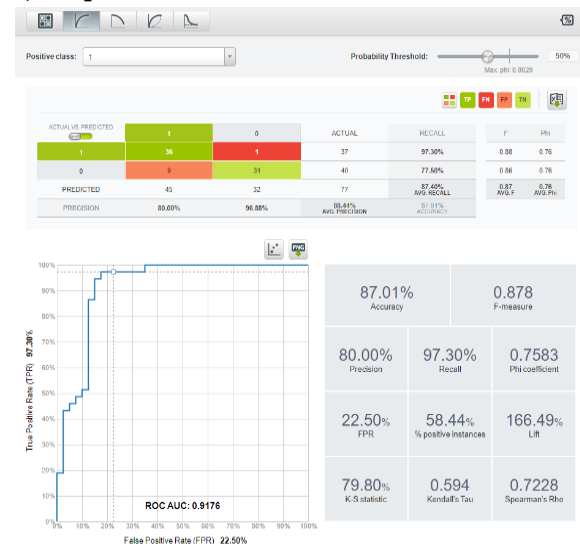 Positive class: 1
Probability Threshold: 50%
Max. phi: 0.8029
TP FN FP TN
ACTUAL VS. PREDICTED 1 0 ACTUAL RECALL F Phi
1 36 1 37 97.30% 0.88 0.76
0 9 31 40 77.50% 0.86 0.76
PREDICTED 45 32 77 87.40% AVG. RECALL 0.87 AVG. F 0.76 AVG. Phi
PRECISION 80.00% 96.88% 88.44% AVG. PRECISION 87.01% ACCURACY
PNG
100%
90%
80%
70%
60%
50%
40%
30%
20%
10%
0%
True Positive Rate (TPR) 97.30%
ROC AUC: 0.9176
0% 10% 20% 30% 40% 50% 60% 70% 80% 90% 100%
False Positive Rate (FPR) 22.50%
87.01% 0.878
Accuracy F-measure
80.00% 97.30% 0.7583
Precision Recall Phi coefficient
22.50% 58.44% 166.49%
FPR % positive instances Lift
79.80% 0.594 0.7228
K-S statistic Kendall's Tau Spearman's Rho